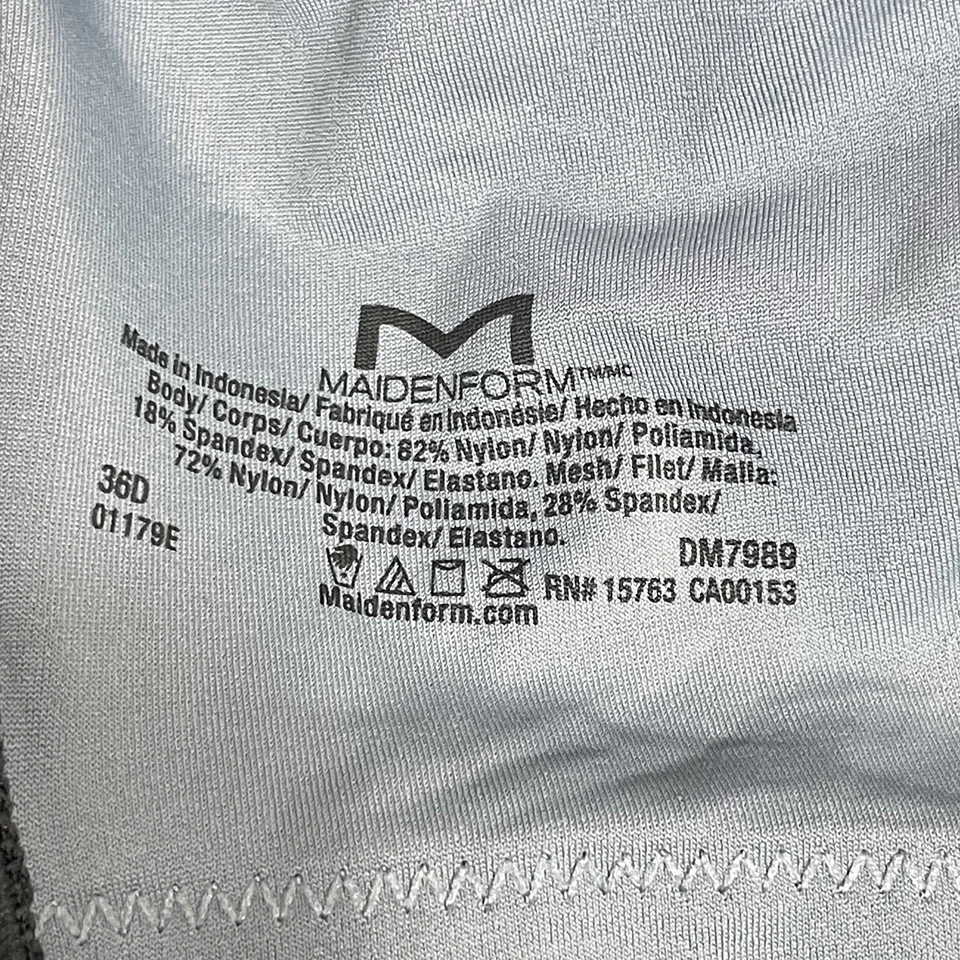 MAIDENFORM™/MC
Made in Indonesia/ Fabriqué en Indonésie/ Hecho en Indonesia
Body/ Corps/ Cuerpo: 82% Nylon/ Nylon/ Poliamida,
18% Spandex/ Spandex/ Elastano. Mesh/ Filet/ Malla:
72% Nylon/ Nylon/ Poliamida, 28% Spandex/
Spandex/ Elastano.
36D
01179E
DM7989
RN# 15763 CA00153
Maidenform.com